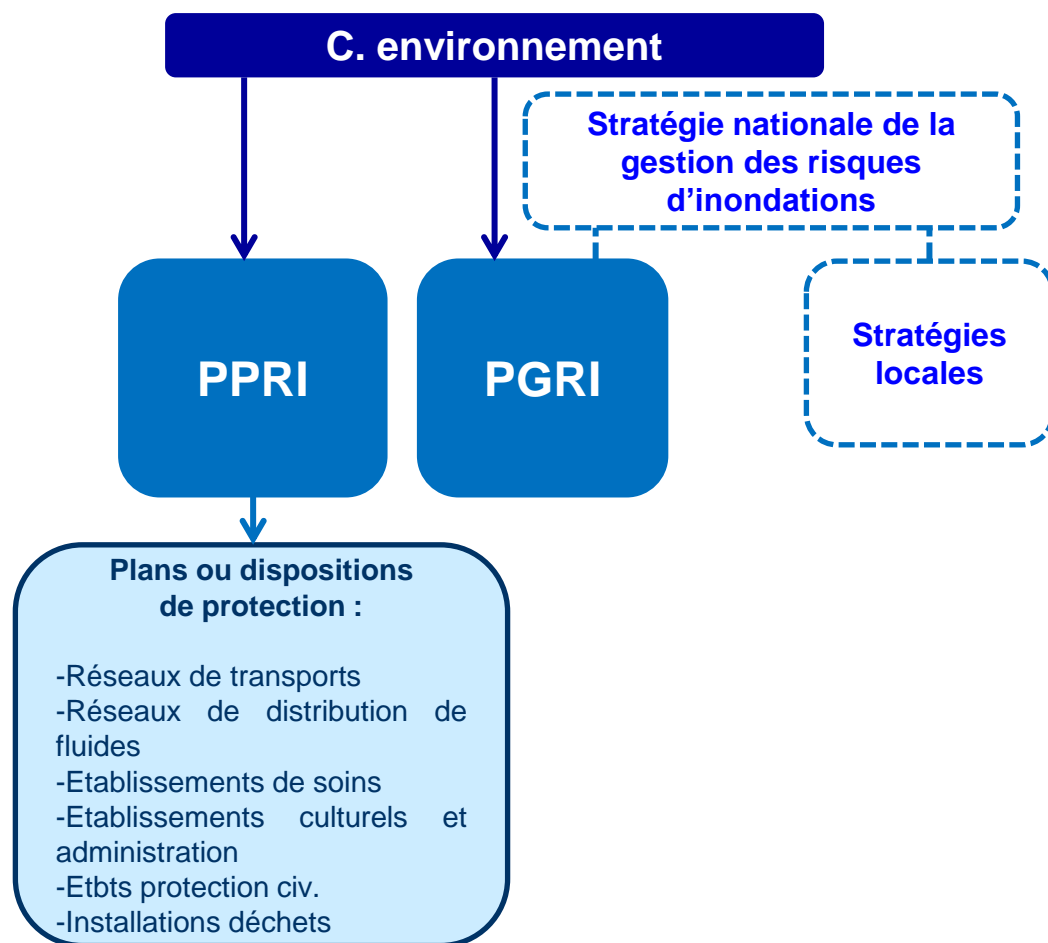 C. environnement
Stratégie nationale de la
gestion des risques
d’inondations
PPRI
PGRI
Stratégies
locales
Plans ou dispositions
de protection :
-Réseaux de transports
-Réseaux de distribution de
fluides
-Etablissements de soins
-Etablissements culturels et
administration
-Etbts protection civ.
-Installations déchets